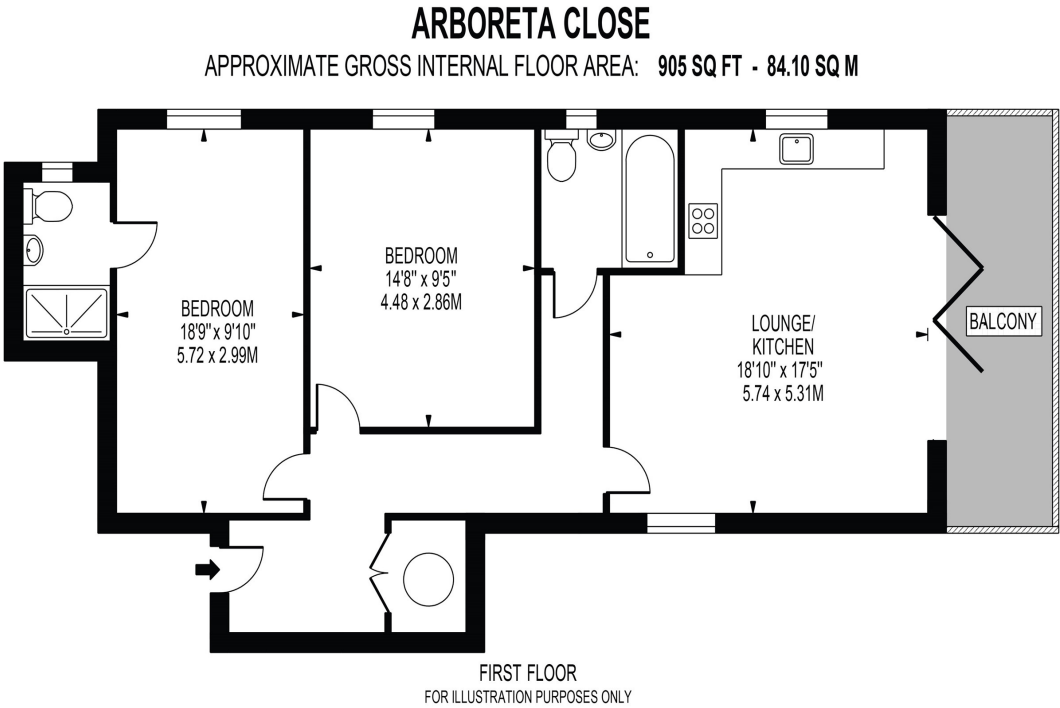 ARBORETA CLOSE
APPROXIMATE GROSS INTERNAL FLOOR AREA: 905 SQ FT - 84.10 SQ M
BEDROOM
14'8" x 9'5"
4.48 x 2.86M
BEDROOM
18'9" x 9'10"
5.72 x 2.99M
LOUNGE/
KITCHEN
18'10" x 17'5"
5.74 x 5.31M
BALCONY
FIRST FLOOR
FOR ILLUSTRATION PURPOSES ONLY